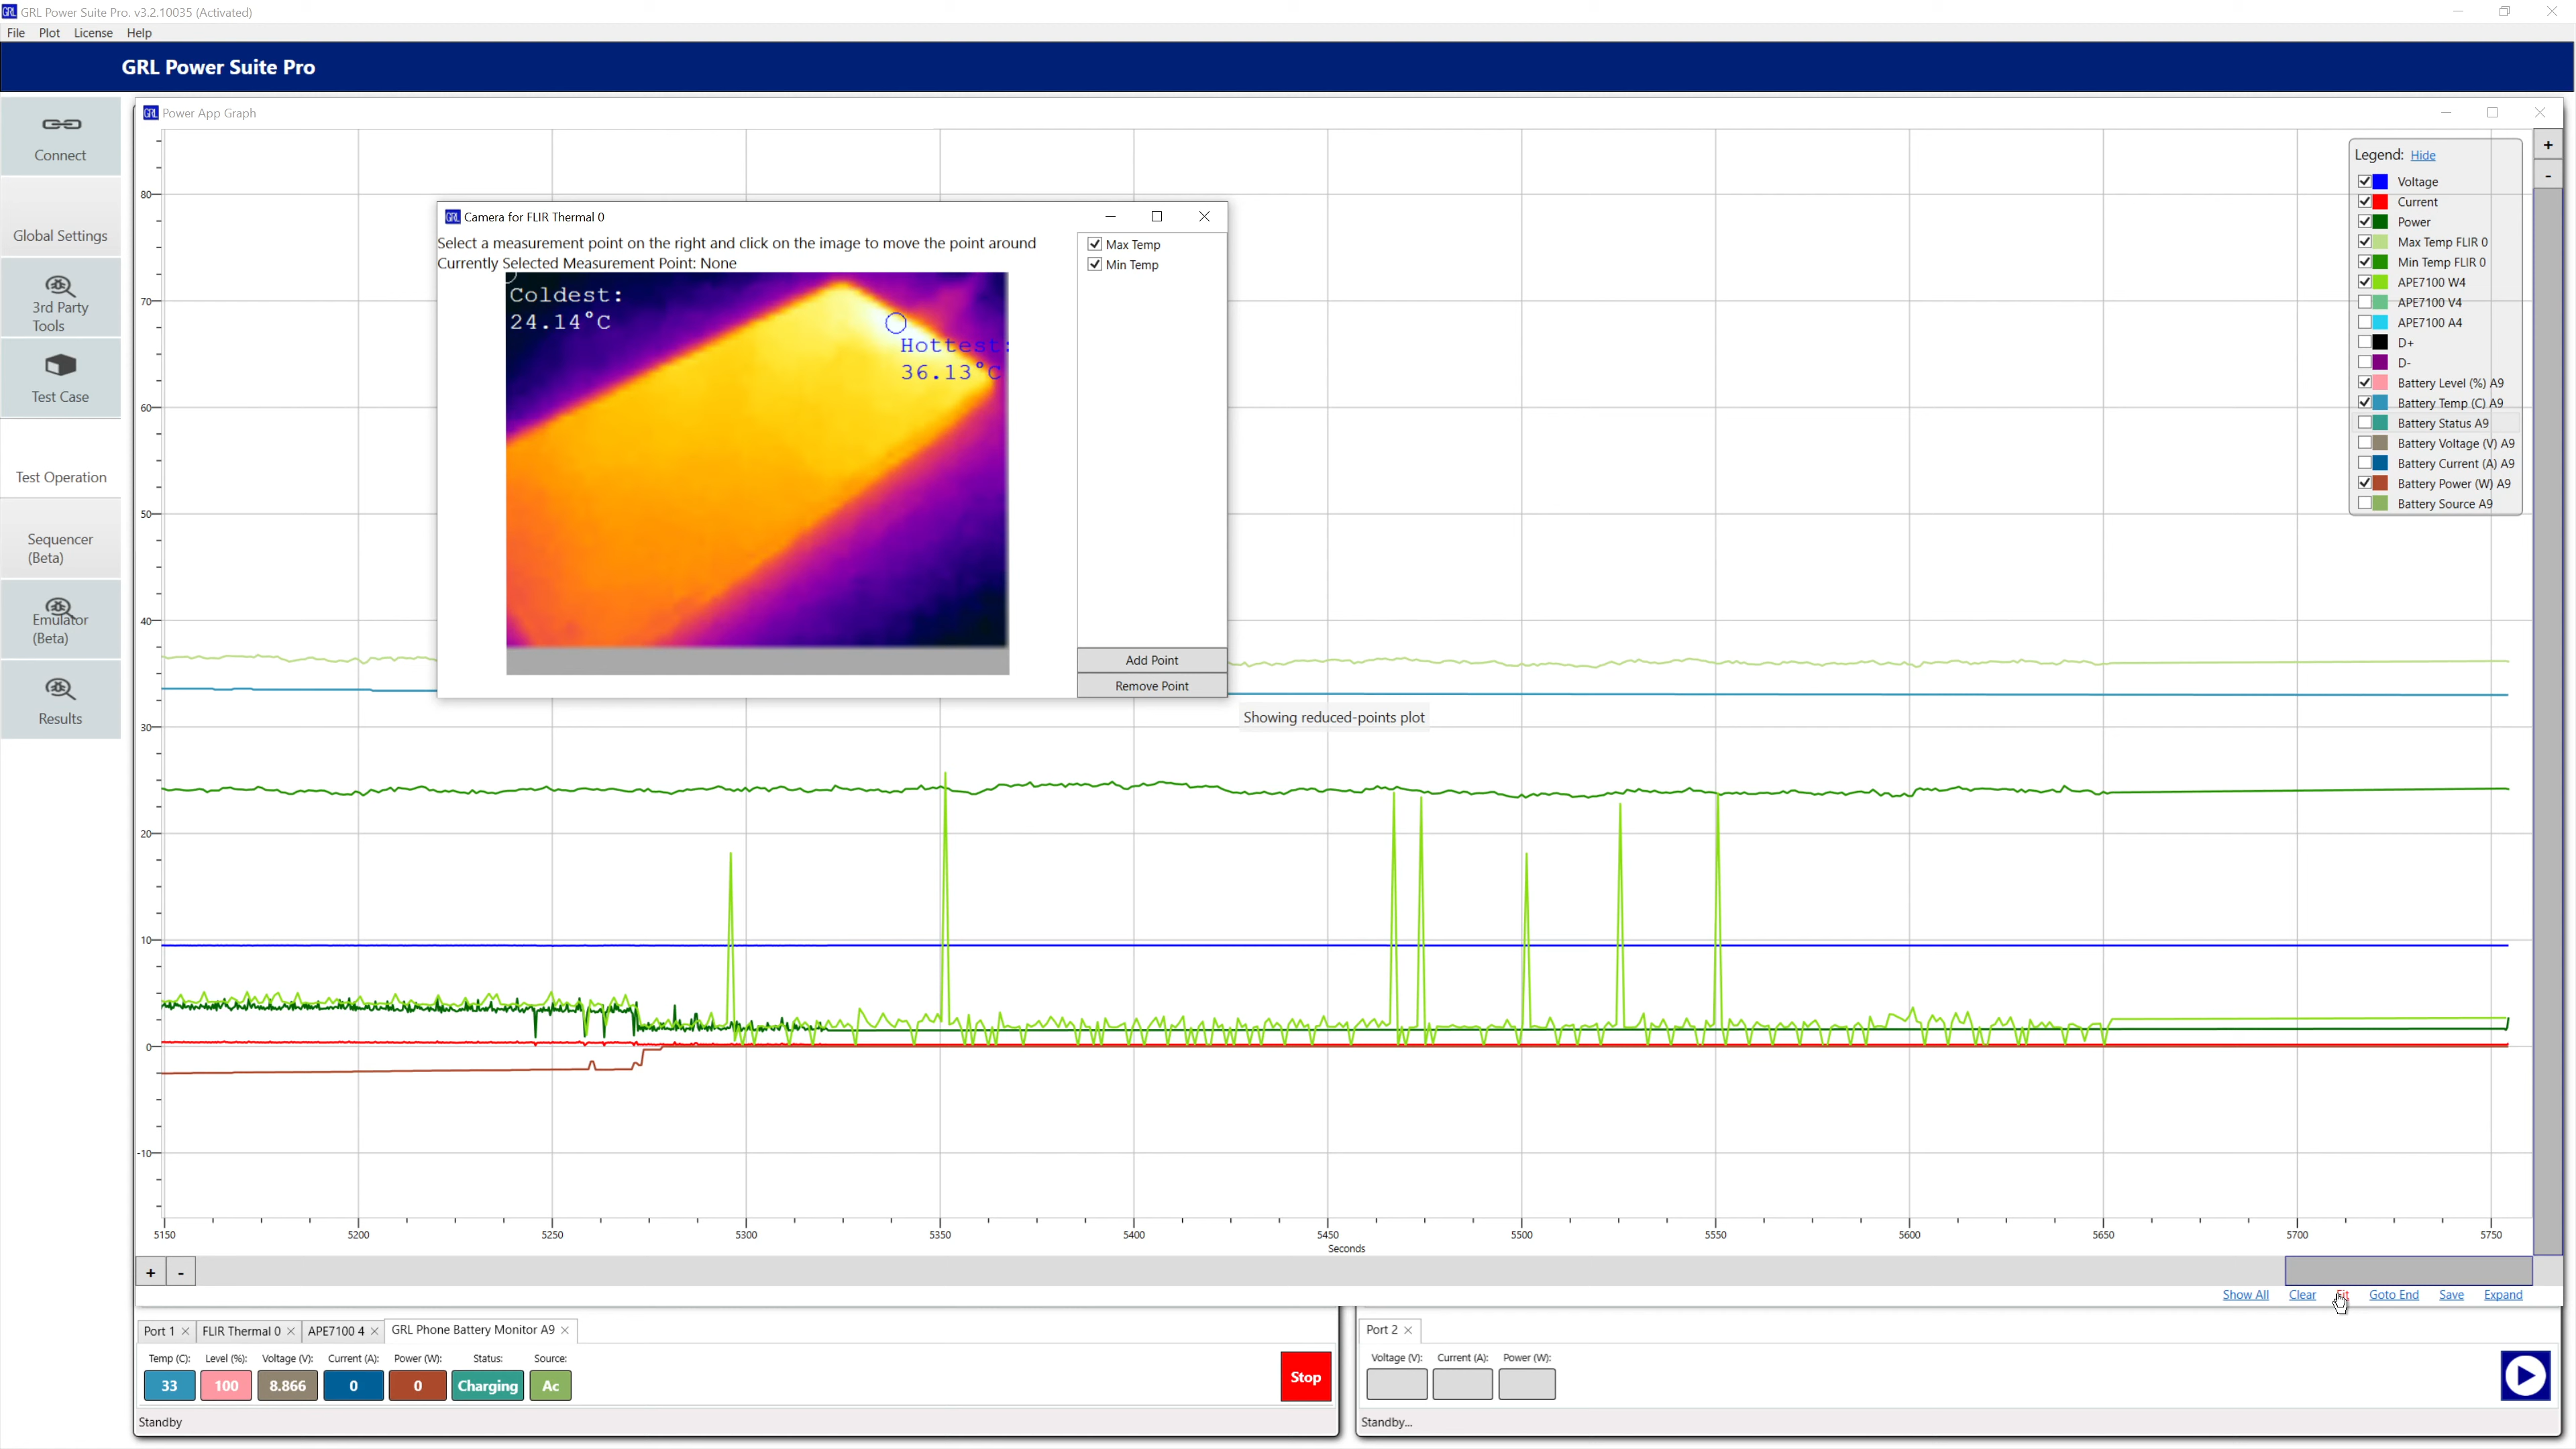 GRL Power Suite Pro. v3.2.10035 (Activated)
File Plot License Help
GRL Power Suite Pro
Connect
Global Settings
3rd Party
Tools
Test Case
Test Operation
Sequencer
(Beta)
Emulator
(Beta)
Results
GRL Power App Graph
80
70
60
50
40
30
20
10
0
-10
5150 5200 5250 5300 5350 5400 5450 5500 5550 5600 5650 5700 5750
Seconds
Legend: Hide
Voltage
Current
Power
Max Temp FLIR 0
Min Temp FLIR 0
APE7100 W4
APE7100 V4
APE7100 A4
D+
D-
Battery Level (%) A9
Battery Temp (C) A9
Battery Status A9
Battery Voltage (V) A9
Battery Current (A) A9
Battery Power (W) A9
Battery Source A9
+
-
GRL Camera for FLIR Thermal 0
Select a measurement point on the right and click on the image to move the point around
Currently Selected Measurement Point: None
Coldest:
24.14°C
Hottest:
36.13°C
Max Temp
Min Temp
Add Point
Remove Point
Showing reduced-points plot
+ -
Show All Clear Fit Goto End Save Expand
Port 1 FLIR Thermal 0 APE7100 4 GRL Phone Battery Monitor A9
Temp (C): Level (%): Voltage (V): Current (A): Power (W): Status: Source:
33 100 8.866 0 0 Charging Ac
Stop
Standby
Port 2
Voltage (V): Current (A): Power (W):
Standby...